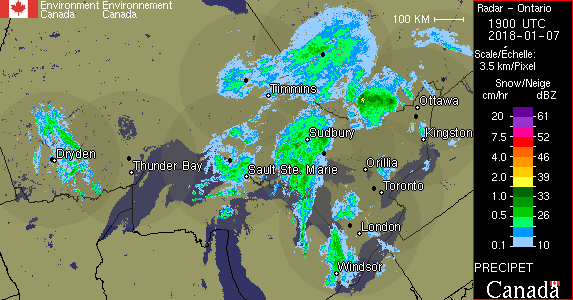 Environment Environnement
Canada Canada
100 KM
Radar - Ontario
1900 UTC
2018-01-07
Scale/Échelle:
3.5 km/Pixel
Snow/Neige
cm/hr dBZ
20 61
7.5 52
4.0 46
2.0 39
1.0 33
0.5 26
0.1 10
PRECIPET
Canada
Timmins
Ottawa
Sudbury
Kingston
Dryden
Thunder Bay
Sault Ste. Marie
Orillia
Toronto
London
Windsor